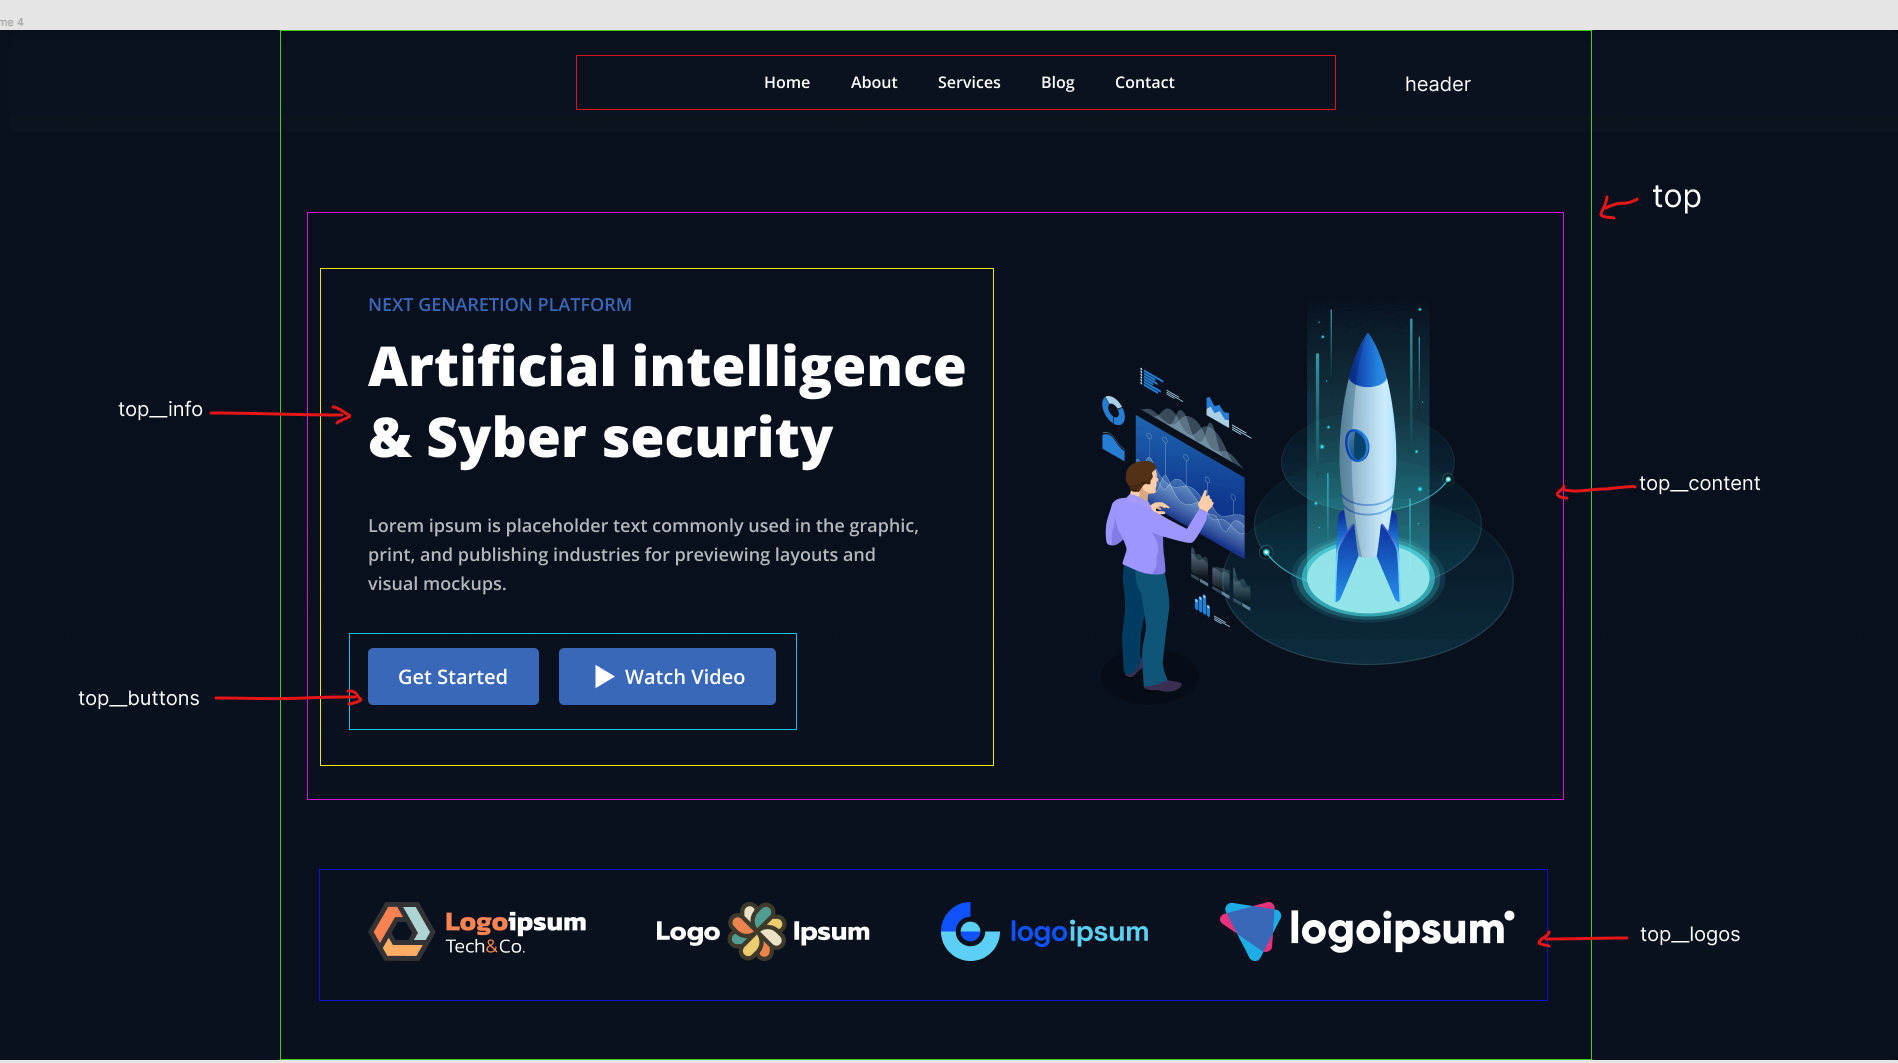 me 4
Home About Services Blog Contact
header
top
NEXT GENARETION PLATFORM
Artificial intelligence
& Syber security
top__info
Lorem ipsum is placeholder text commonly used in the graphic,
print, and publishing industries for previewing layouts and
visual mockups.
top__content
Get Started
Watch Video
top__buttons
Logoipsum
Tech&Co.
Logo Ipsum
logoipsum
logoipsum
top__logos